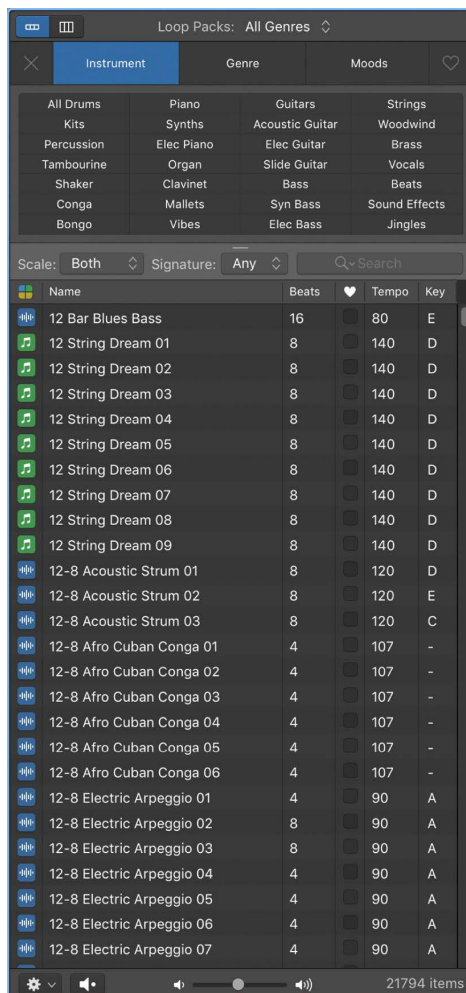 Loop Packs: All Genres
Instrument Genre Moods
All Drums Piano Guitars Strings
Kits Synths Acoustic Guitar Woodwind
Percussion Elec Piano Elec Guitar Brass
Tambourine Organ Slide Guitar Vocals
Shaker Clavinet Bass Beats
Conga Mallets Syn Bass Sound Effects
Bongo Vibes Elec Bass Jingles
Scale: Both Signature: Any Search
Name Beats Tempo Key
12 Bar Blues Bass 16 80 E
12 String Dream 01 8 140 D
12 String Dream 02 8 140 D
12 String Dream 03 8 140 D
12 String Dream 04 8 140 D
12 String Dream 05 8 140 D
12 String Dream 06 8 140 D
12 String Dream 07 8 140 D
12 String Dream 08 8 140 D
12 String Dream 09 8 140 D
12-8 Acoustic Strum 01 8 120 D
12-8 Acoustic Strum 02 8 120 E
12-8 Acoustic Strum 03 8 120 C
12-8 Afro Cuban Conga 01 4 107 -
12-8 Afro Cuban Conga 02 4 107 -
12-8 Afro Cuban Conga 03 4 107 -
12-8 Afro Cuban Conga 04 4 107 -
12-8 Afro Cuban Conga 05 4 107 -
12-8 Afro Cuban Conga 06 4 107 -
12-8 Electric Arpeggio 01 4 90 A
12-8 Electric Arpeggio 02 8 90 A
12-8 Electric Arpeggio 03 8 90 A
12-8 Electric Arpeggio 04 4 90 A
12-8 Electric Arpeggio 05 4 90 A
12-8 Electric Arpeggio 06 4 90 A
12-8 Electric Arpeggio 07 4 90 A
21794 items